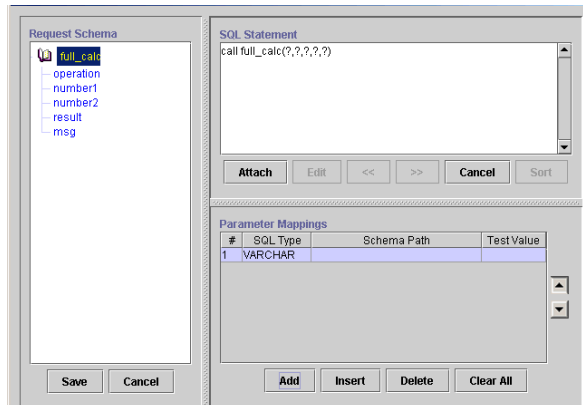 Request Schema
full_calc
operation
number1
number2
result
msg
Save Cancel
SQL Statement
call full_calc(?,?,?,?,?)
Attach Edit << >> Cancel Sort
Parameter Mappings
# SQL Type Schema Path Test Value
1 VARCHAR
Add Insert Delete Clear All